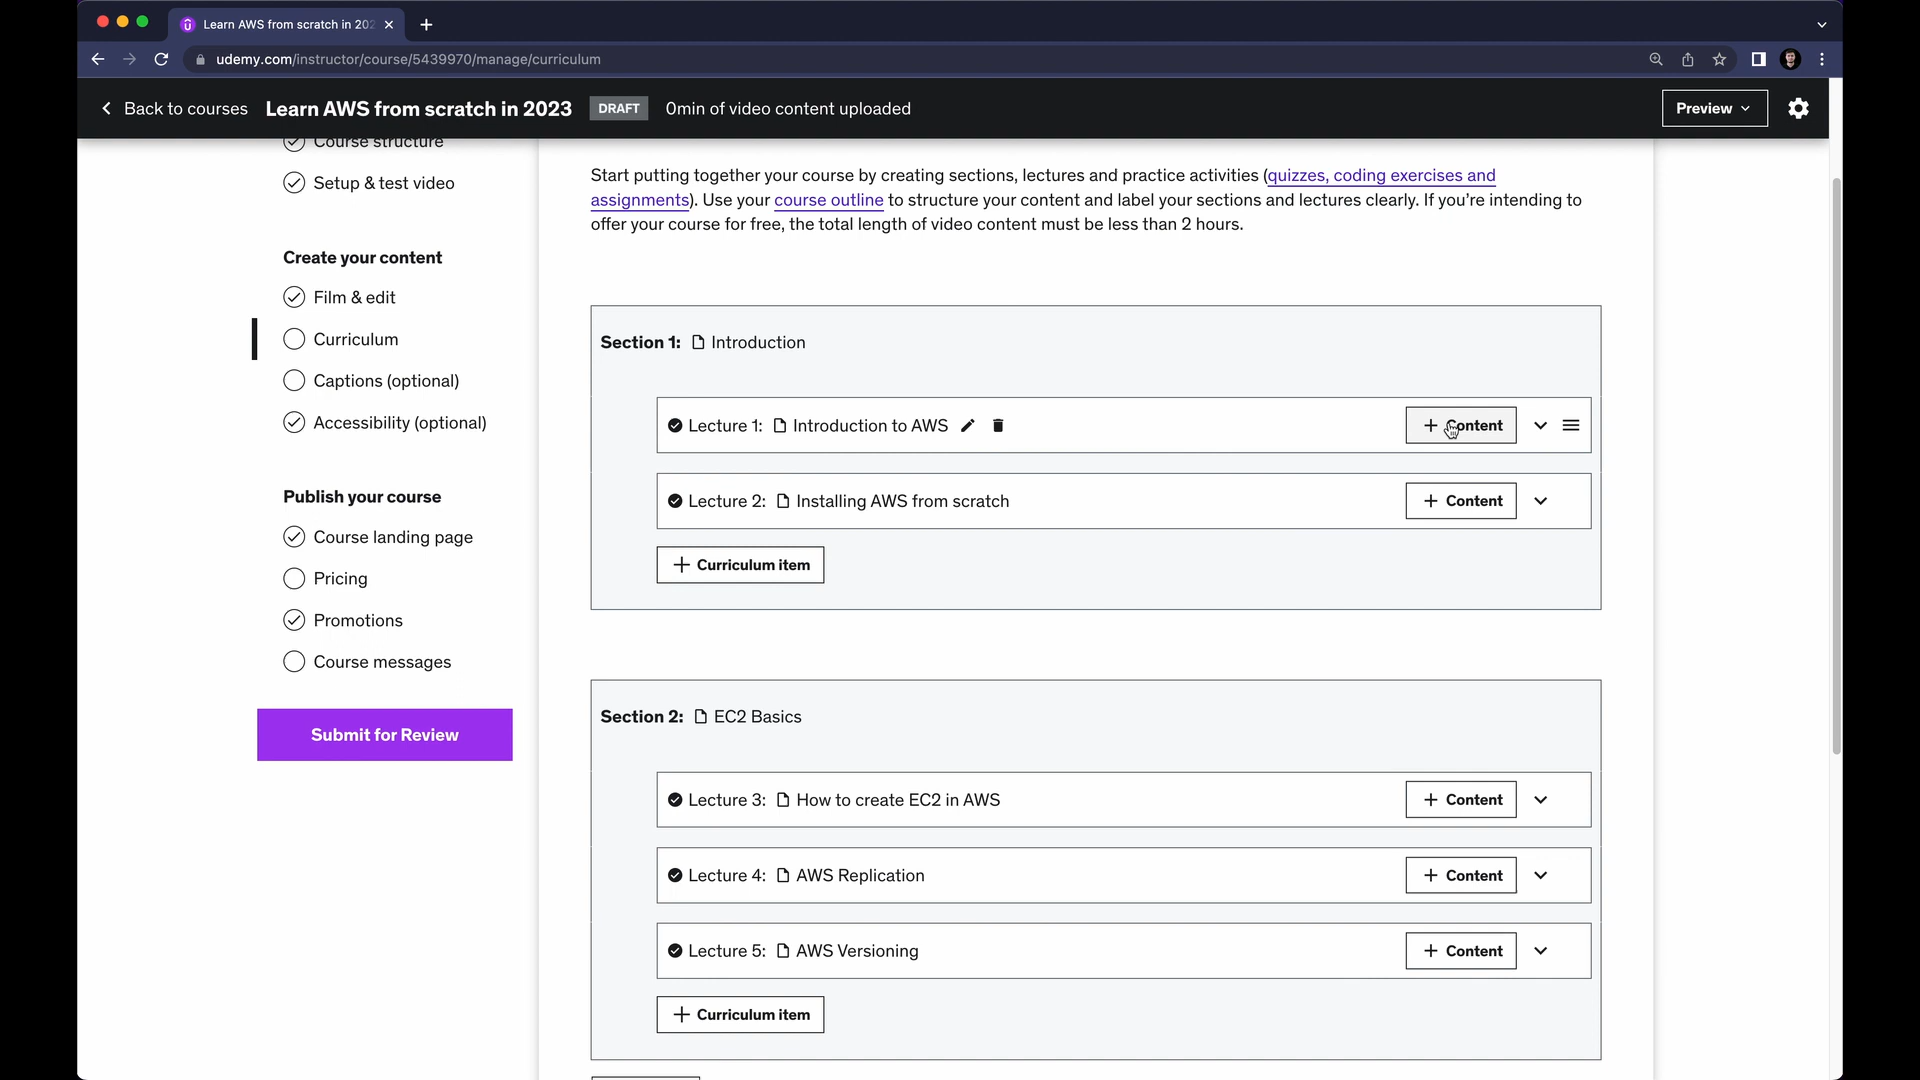 Learn AWS from scratch in 202
udemy.com/instructor/course/5439970/manage/curriculum
Back to courses Learn AWS from scratch in 2023 DRAFT 0min of video content uploaded Preview
Course structure
Setup & test video
Create your content
Film & edit
Curriculum
Captions (optional)
Accessibility (optional)
Publish your course
Course landing page
Pricing
Promotions
Course messages
Submit for Review
Start putting together your course by creating sections, lectures and practice activities (quizzes, coding exercises and
assignments). Use your course outline to structure your content and label your sections and lectures clearly. If you're intending to
offer your course for free, the total length of video content must be less than 2 hours.
Section 1: Introduction
Lecture 1: Introduction to AWS + Content
Lecture 2: Installing AWS from scratch + Content
+ Curriculum item
Section 2: EC2 Basics
Lecture 3: How to create EC2 in AWS + Content
Lecture 4: AWS Replication + Content
Lecture 5: AWS Versioning + Content
+ Curriculum item